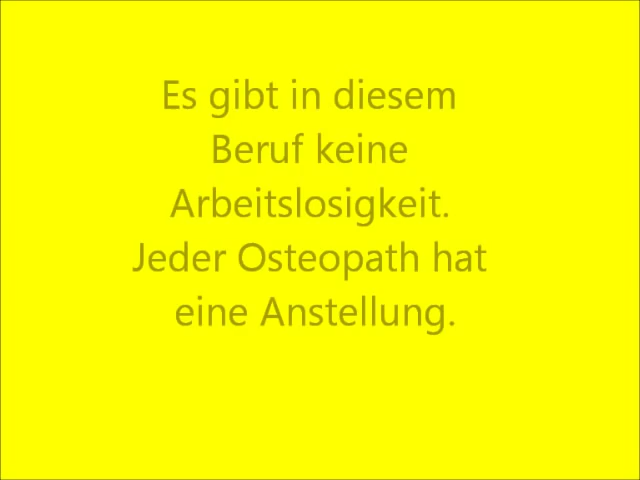 Es gibt in diesem
Beruf keine
Arbeitslosigkeit.
Jeder Osteopath hat
eine Anstellung.